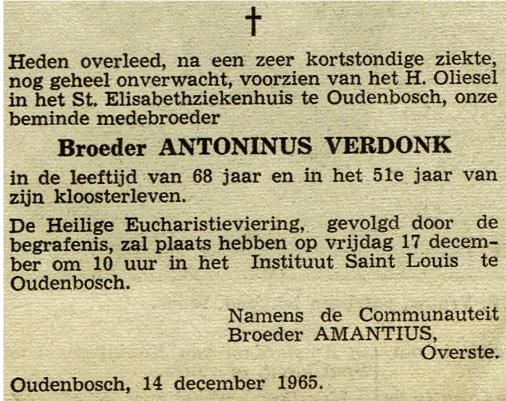 Heden overleed, na een zeer kortstondige ziekte,
nog geheel onverwacht, voorzien van het H. Oliesel
in het St. Elisabethziekenhuis te Oudenbosch, onze
beminde medebroeder
Broeder ANTONINUS VERDONK
in de leeftijd van 68 jaar en in het 51e jaar van
zijn kloosterleven.
De Heilige Eucharistieviering, gevolgd door de
begrafenis, zal plaats hebben op vrijdag 17 decem-
ber om 10 uur in het Instituut Saint Louis te
Oudenbosch.
Namens de Communauteit
Broeder AMANTIUS,
Overste.
Oudenbosch, 14 december 1965.